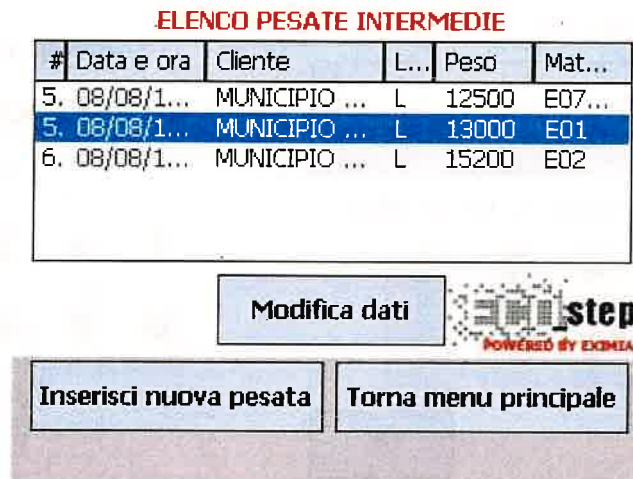 ELENCO PESATE INTERMEDIE
# Data e ora Cliente L... Peso Mat...
5. 08/08/1... MUNICIPIO ... L 12500 E07...
5. 08/08/1... MUNICIPIO ... L 13000 E01
6. 08/08/1... MUNICIPIO ... L 15200 E02
Modifica dati
_step
POWERED BY EXIMIA
Inserisci nuova pesata Torna menu principale